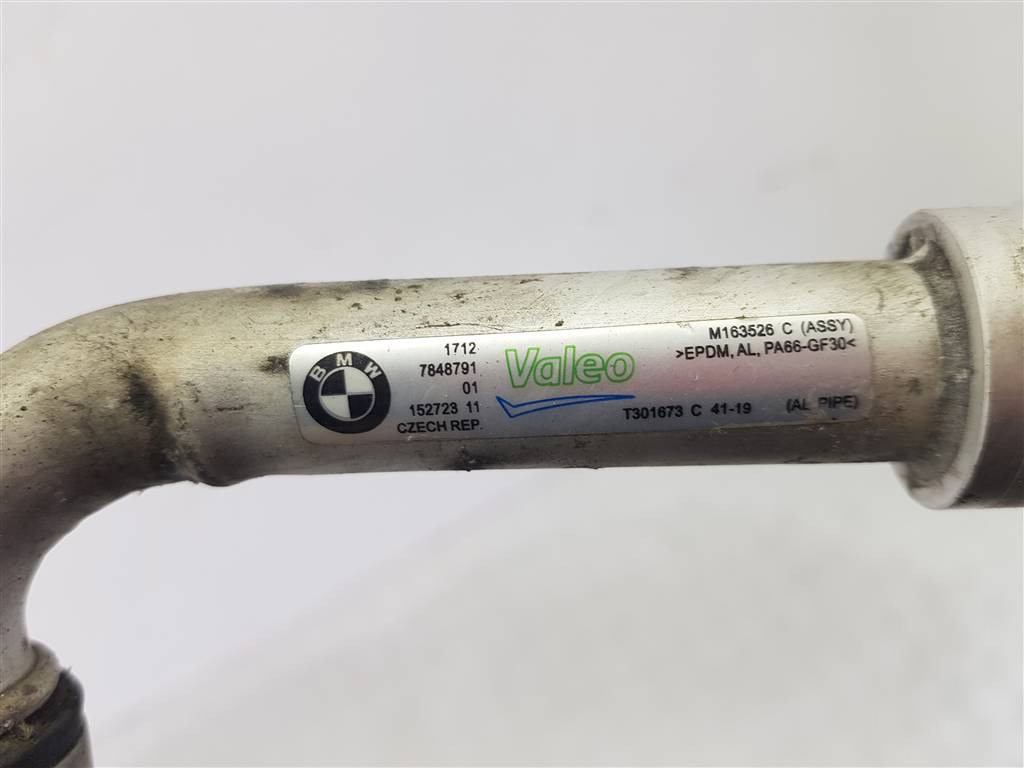 BMW
1712
7848791
01
152723 11
CZECH REP.
Valeo
M163526 C (ASSY)
>EPDM, AL, PA66-GF30<
T301673 C 41-19 (AL PIPE)